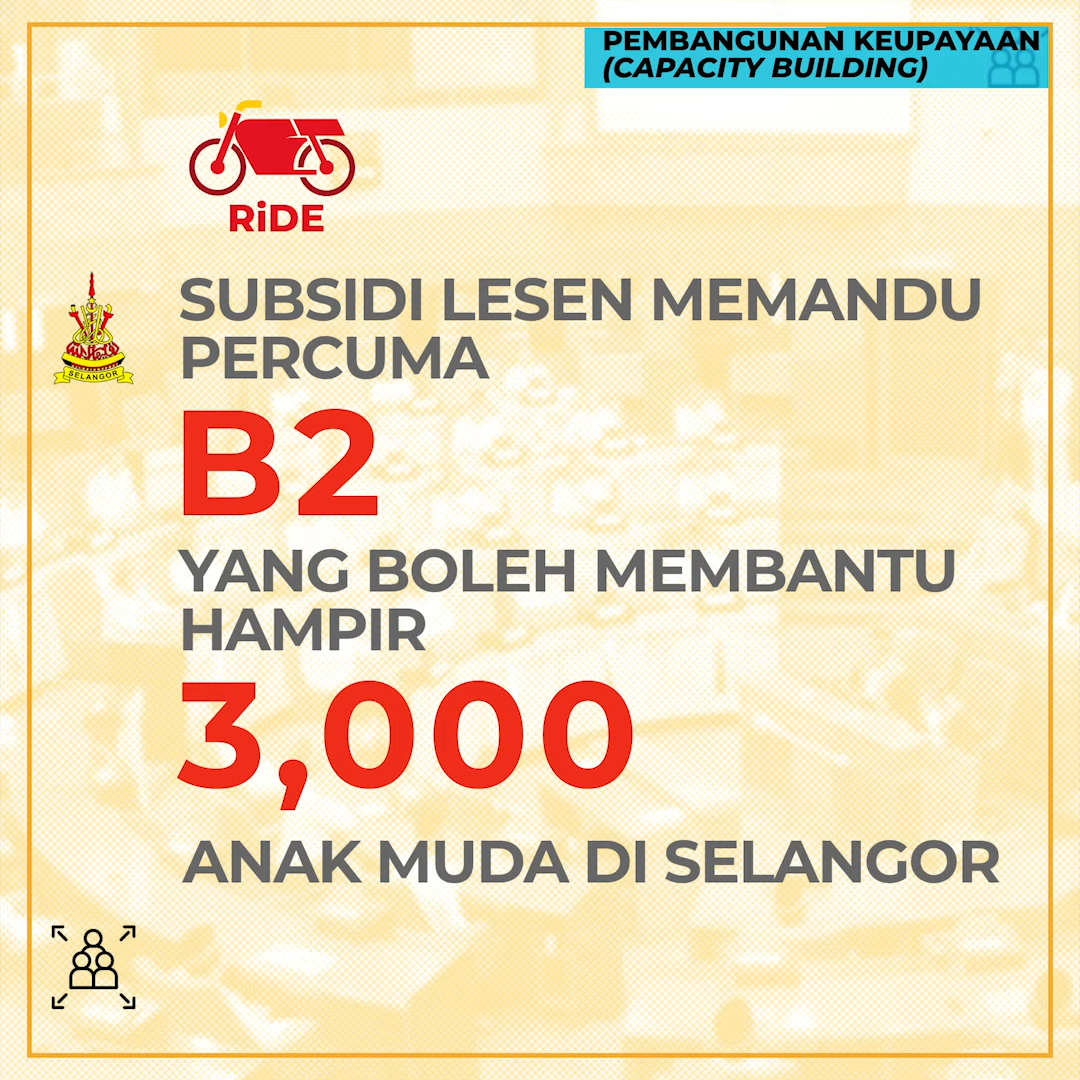 PEMBANGUNAN KEUPAYAAN
(CAPACITY BUILDING)
RiDE
SUBSIDI LESEN MEMANDU
PERCUMA
SELANGOR
B2
YANG BOLEH MEMBANTU
HAMPIR
3,000
ANAK MUDA DI SELANGOR